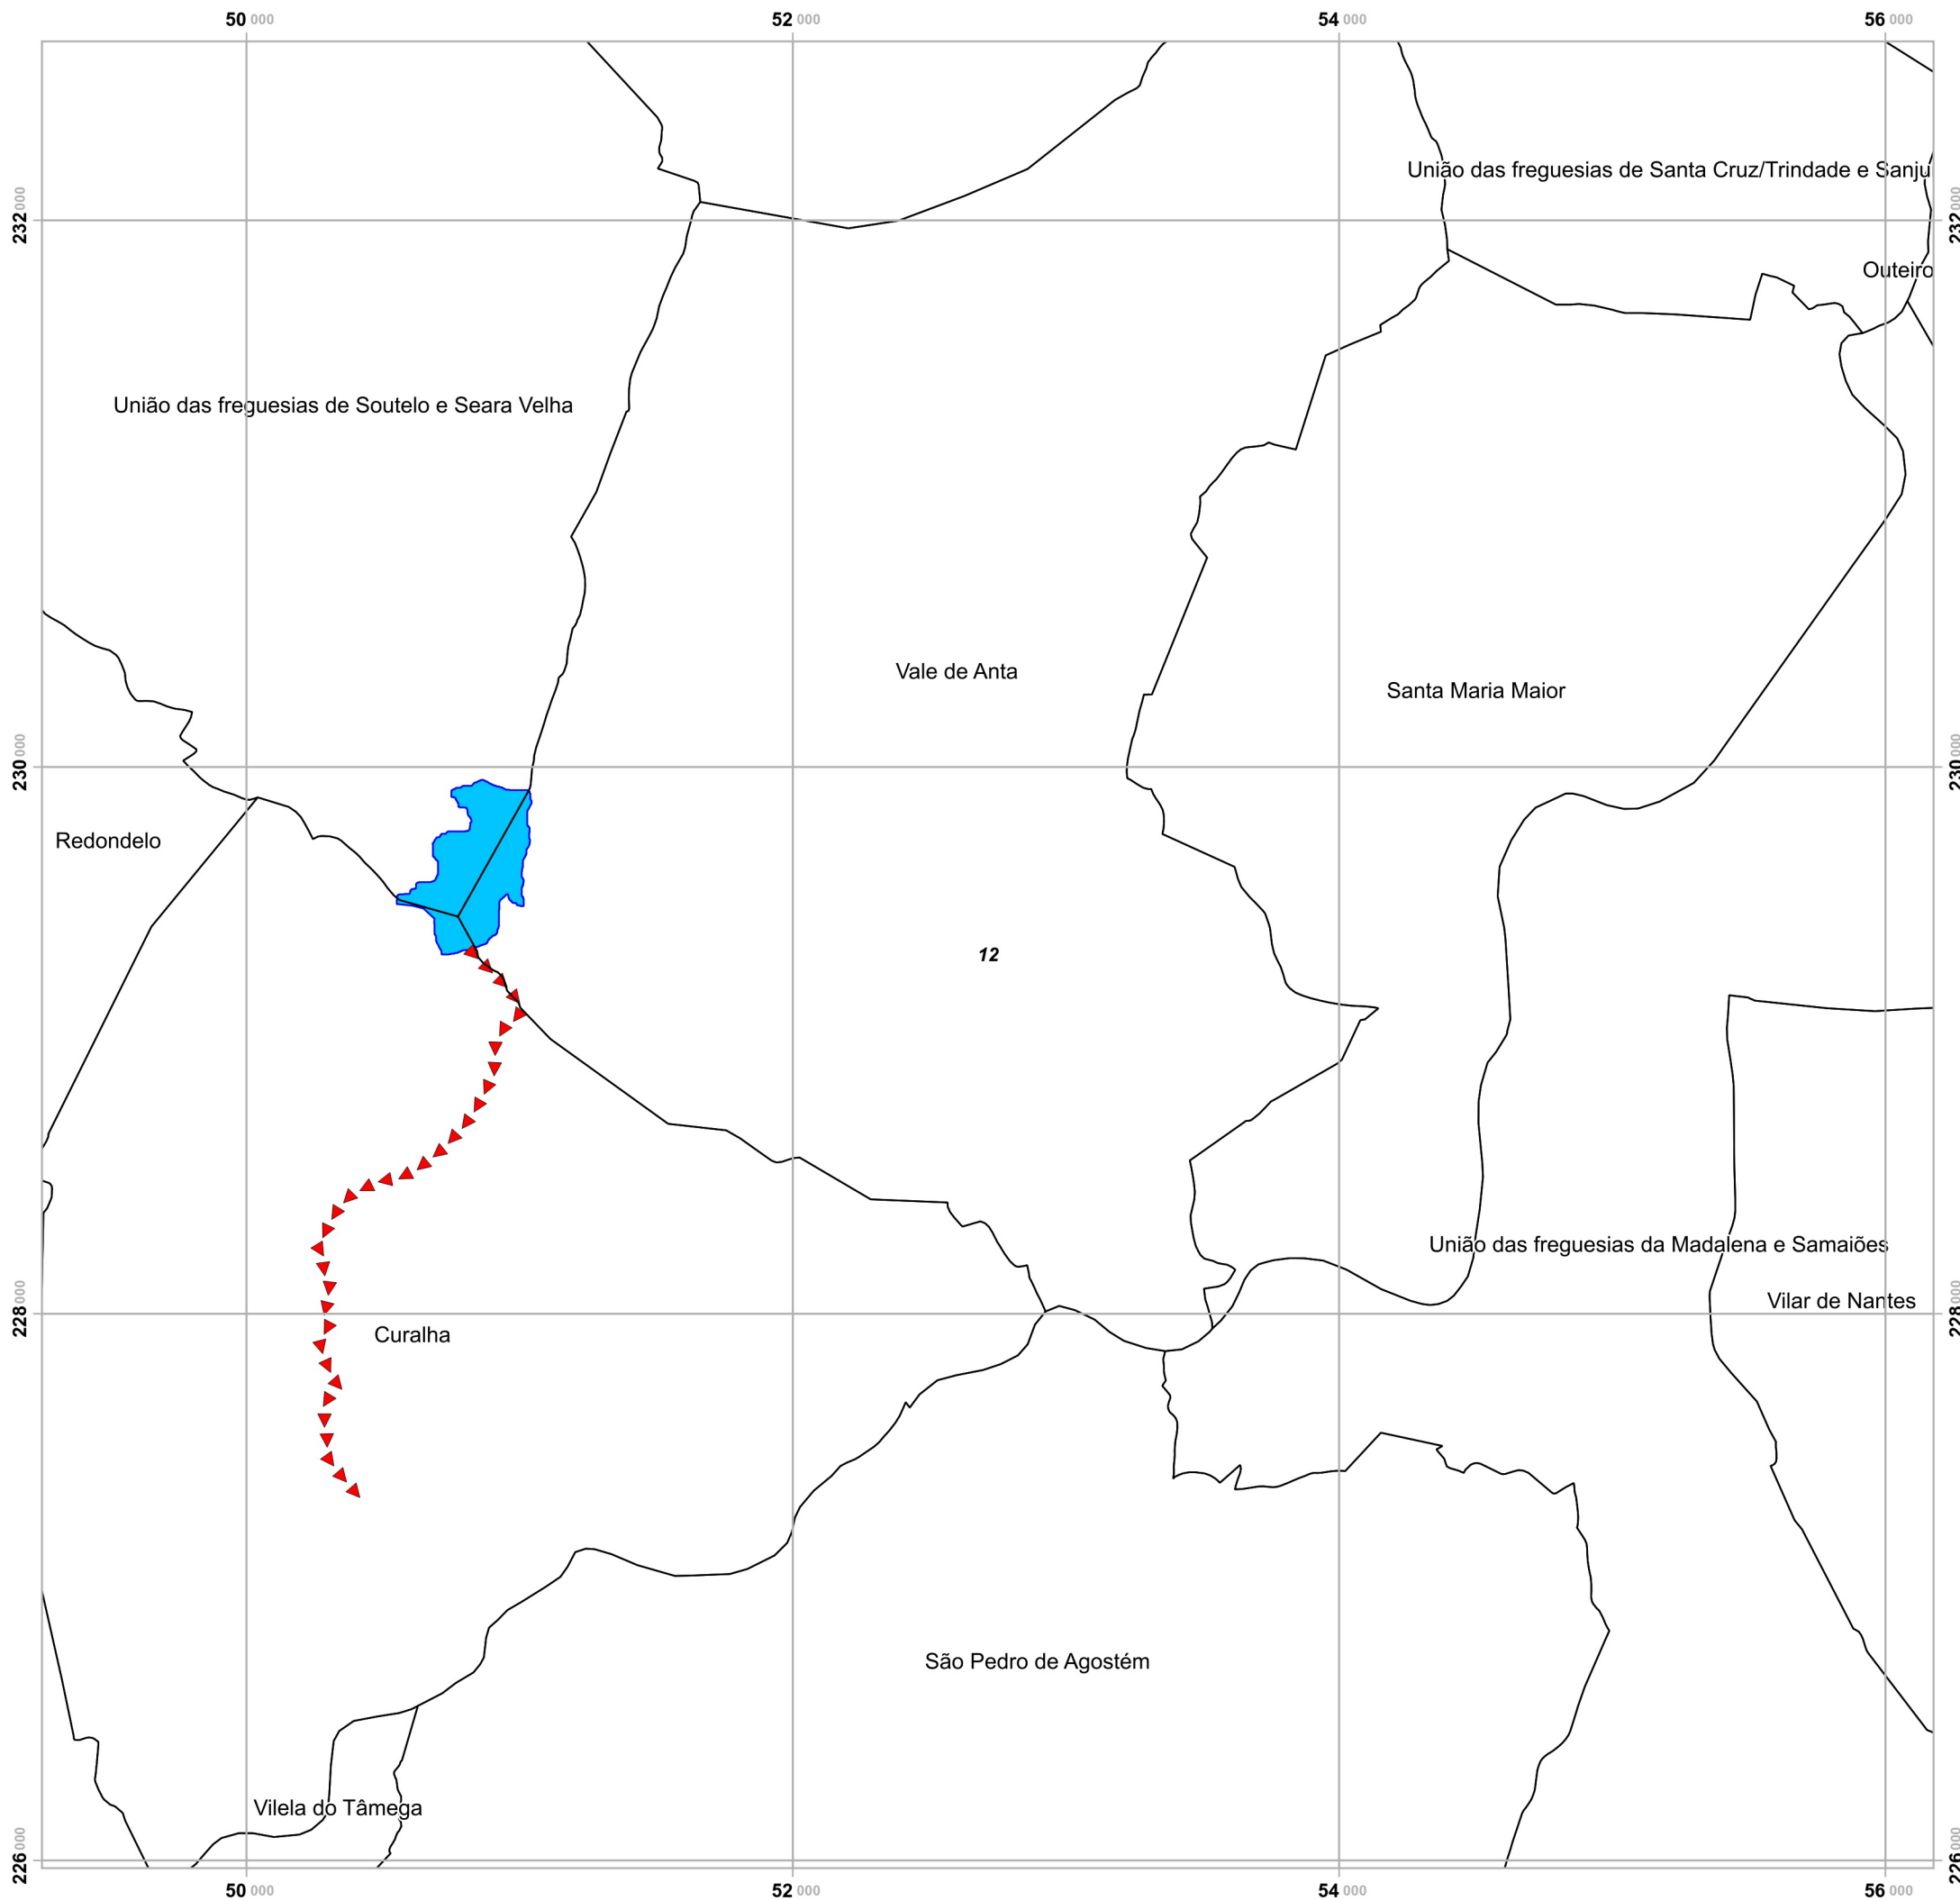 50 000 52 000 54 000 56 000
União das freguesias de Santa Cruz/Trindade e Sanju
232 000 232 000
Outeiro
União das freguesias de Soutelo e Seara Velha
Vale de Anta
Santa Maria Maior
230 000 230 000
Redondelo
12
União das freguesias da Madalena e Samaiões
Vilar de Nantes
228 000 228 000
Curalha
São Pedro de Agostém
Vilela do Tâmega
226 000 226 000
50 000 52 000 54 000 56 000